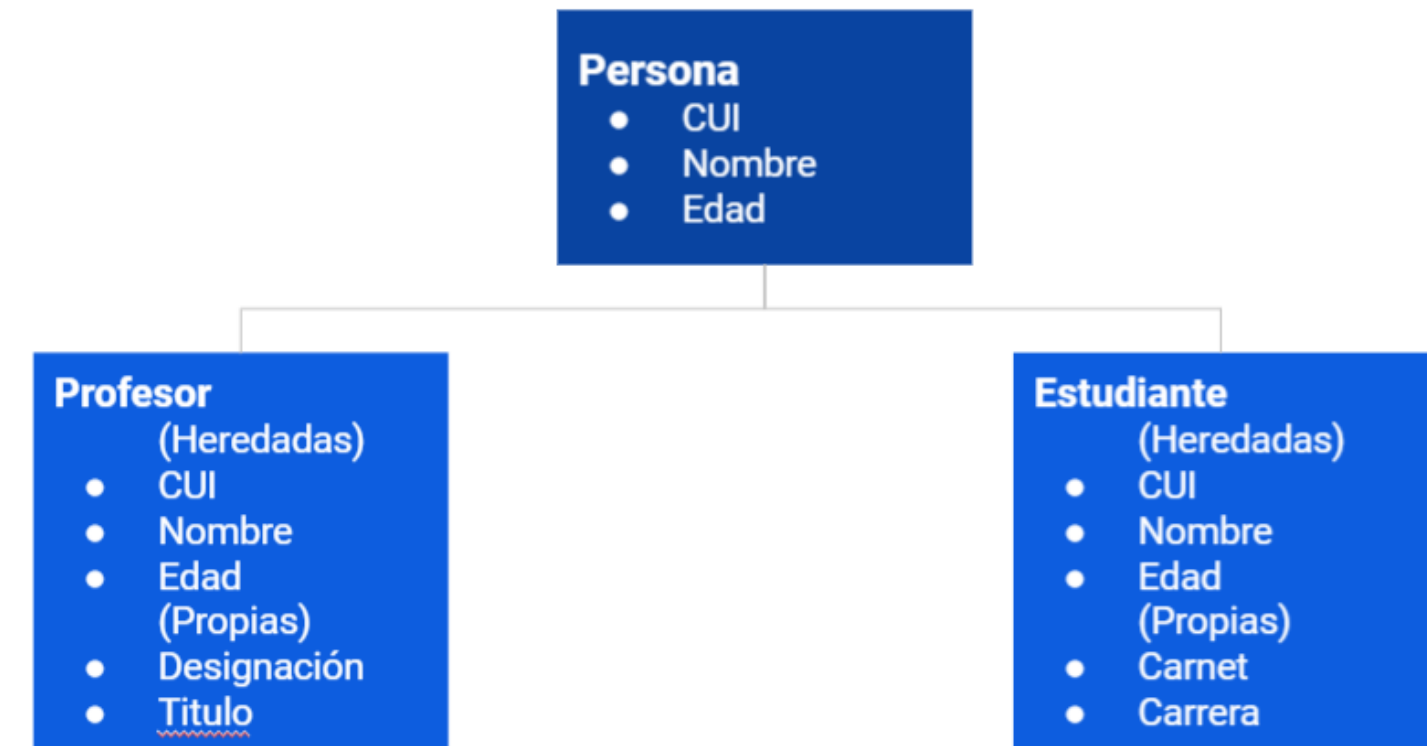 Persona
● CUI
● Nombre
● Edad
Profesor
(Heredadas)
● CUI
● Nombre
● Edad
(Propias)
● Designación
● Titulo
Estudiante
(Heredadas)
● CUI
● Nombre
● Edad
(Propias)
● Carnet
● Carrera